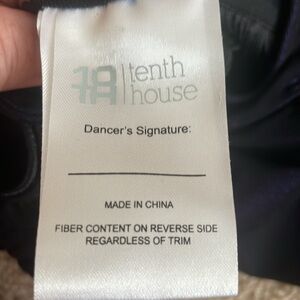 tenth
house
Dancer's Signature:
MADE IN CHINA
FIBER CONTENT ON REVERSE SIDE
REGARDLESS OF TRIM